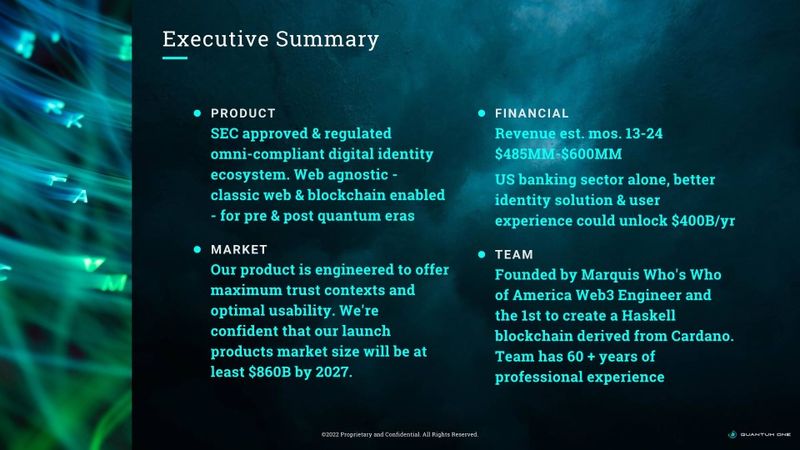 Executive Summary
PRODUCT
SEC approved & regulated
omni-compliant digital identity
ecosystem. Web agnostic -
classic web & blockchain enabled
- for pre & post quantum eras
MARKET
Our product is engineered to offer
maximum trust contexts and
optimal usability. We're
confident that our launch
products market size will be at
least $860B by 2027.
FINANCIAL
Revenue est. mos. 13-24
$485MM-$600MM
US banking sector alone, better
identity solution & user
experience could unlock $400B/yr
TEAM
Founded by Marquis Who's Who
of America Web3 Engineer and
the 1st to create a Haskell
blockchain derived from Cardano.
Team has 60 + years of
professional experience
©2022 Proprietary and Confidential. All Rights Reserved.
QUANTUM ONE